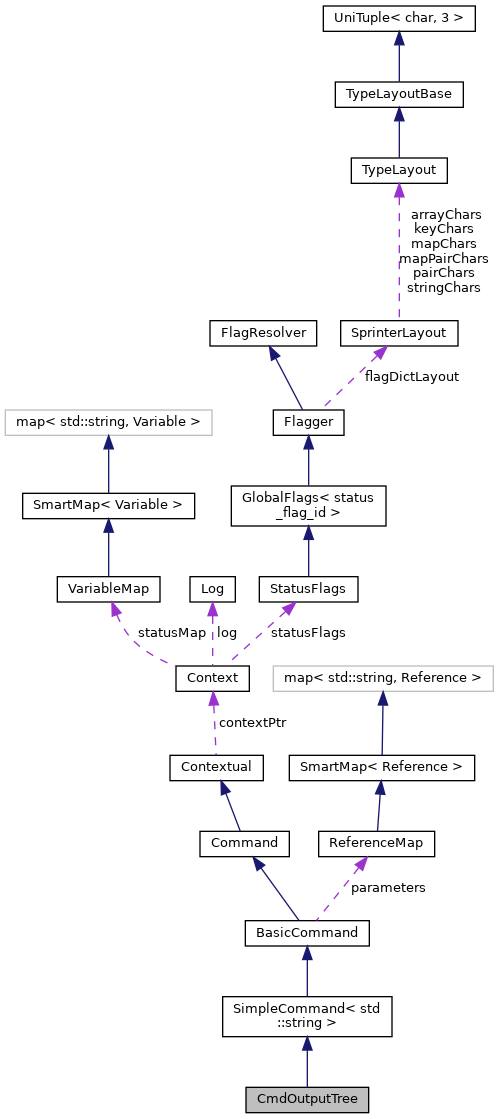 UniTuple< char, 3 >
TypeLayoutBase
TypeLayout
arrayChars
keyChars
mapChars
mapPairChars
pairChars
stringChars
FlagResolver
SprinterLayout
flagDictLayout
map< std::string, Variable >
Flagger
SmartMap< Variable >
GlobalFlags< status
_flag_id >
VariableMap
Log
StatusFlags
statusMap
log
statusFlags
Context
map< std::string, Reference >
contextPtr
Contextual
SmartMap< Reference >
Command
ReferenceMap
parameters
BasicCommand
SimpleCommand< std
::string >
CmdOutputTree